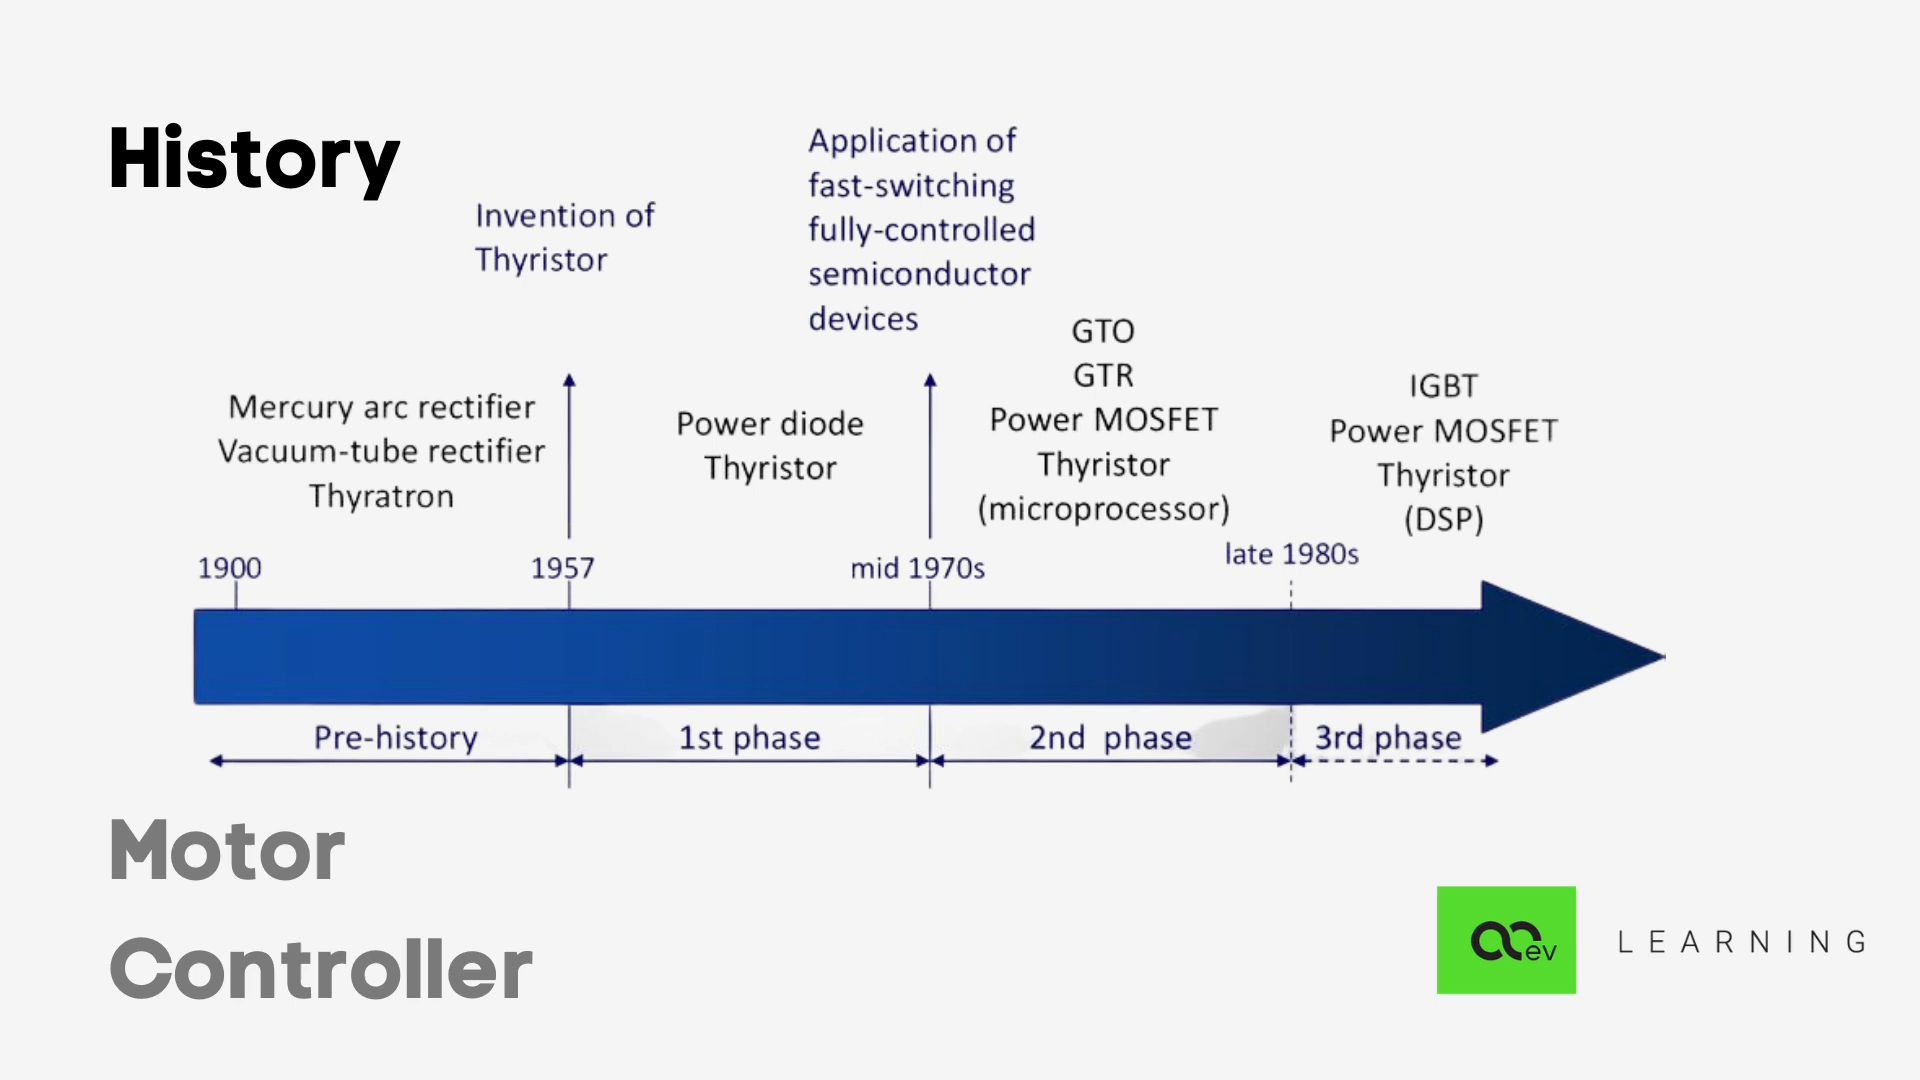 History
Invention of
Thyristor
Application of
fast-switching
fully-controlled
semiconductor
devices
Mercury arc rectifier
Vacuum-tube rectifier
Thyratron
Power diode
Thyristor
GTO
GTR
Power MOSFET
Thyristor
(microprocessor)
IGBT
Power MOSFET
Thyristor
(DSP)
1900
1957
mid 1970s
late 1980s
Pre-history
1st phase
2nd phase
3rd phase
Motor
Controller
ev
LEARNING